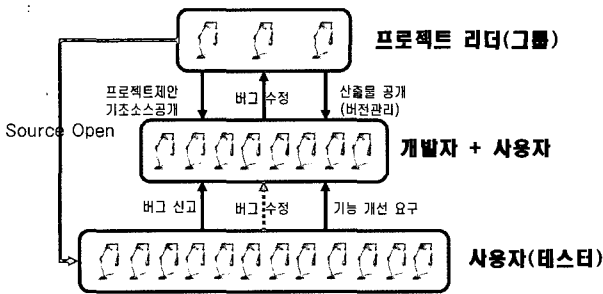 프로젝트 리더(그룹)
프로젝트제안
기초소스공개
버그 수정
산출물 공개
(버전관리)
Source Open
개발자 + 사용자
버그 신고
버그 수정
기능 개선 요구
사용자(테스터)